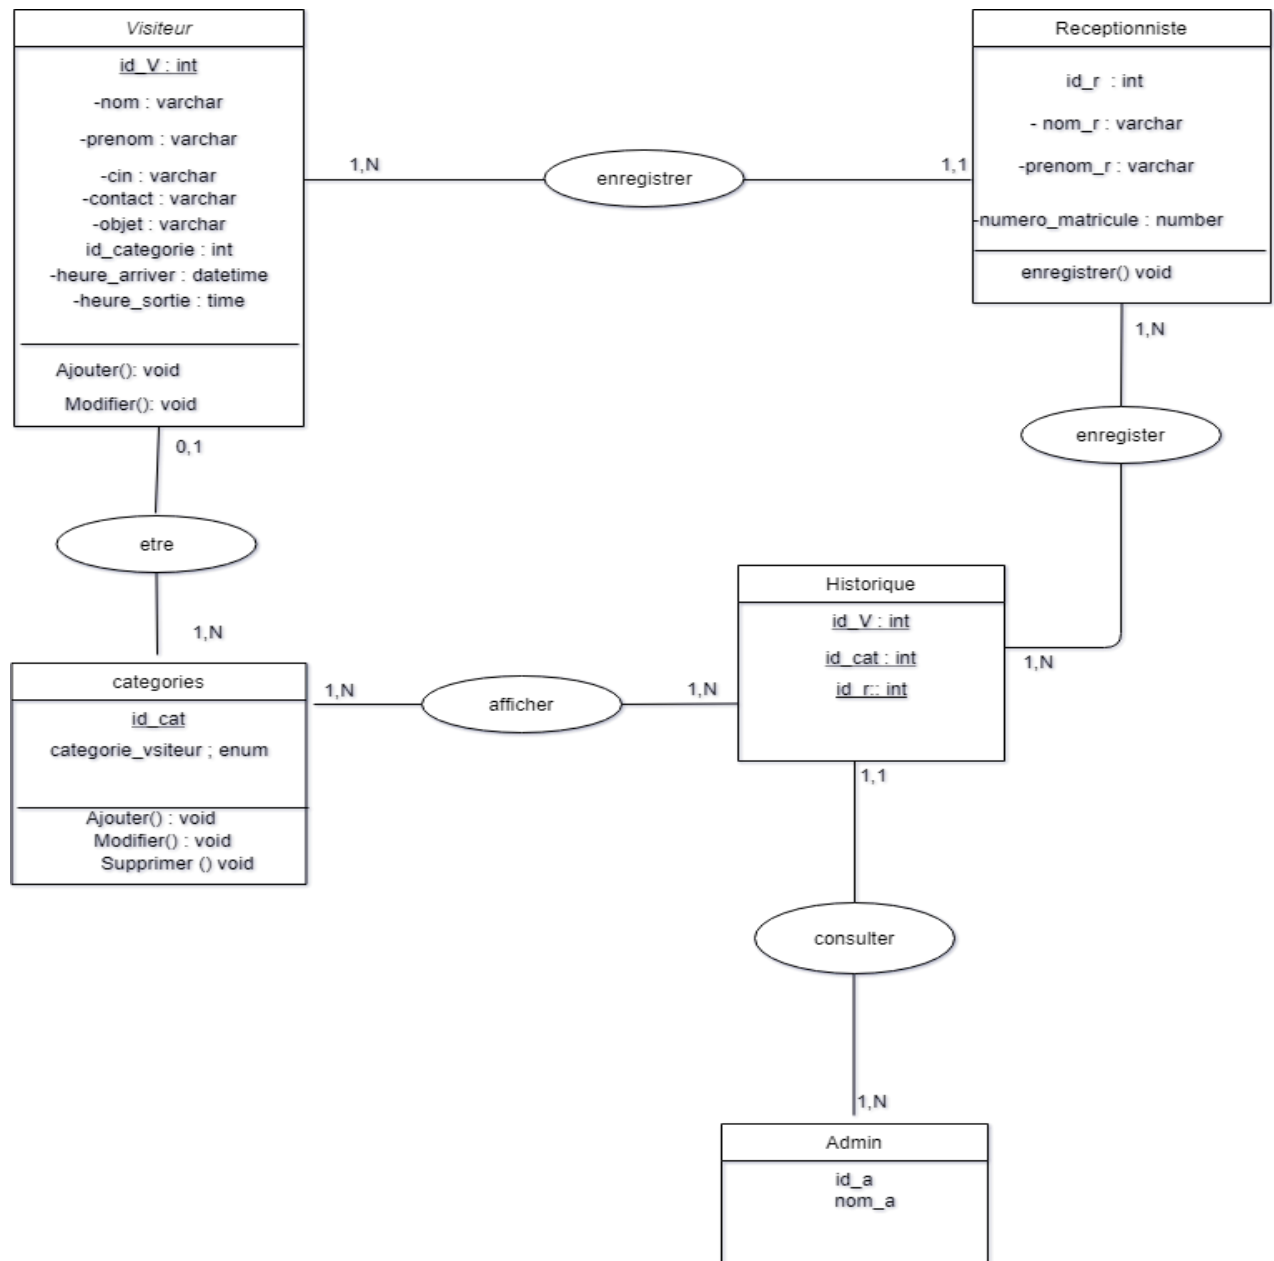 Visiteur
id_V : int
-nom : varchar
-prenom : varchar
-cin : varchar
-contact : varchar
-objet : varchar
id_categorie : int
-heure_arriver : datetime
-heure_sortie : time
Ajouter(): void
Modifier(): void
1,N
enregistrer
1,1
Receptionniste
id_r : int
- nom_r : varchar
-prenom_r : varchar
-numero_matricule : number
enregistrer() void
1,N
enregister
1,N
0,1
etre
1,N
categories
id_cat
categorie_vsiteur ; enum
Ajouter() : void
Modifier() : void
Supprimer () void
1,N
afficher
1,N
Historique
id_V : int
id_cat : int
id_r:: int
1,1
consulter
1,N
Admin
id_a
nom_a